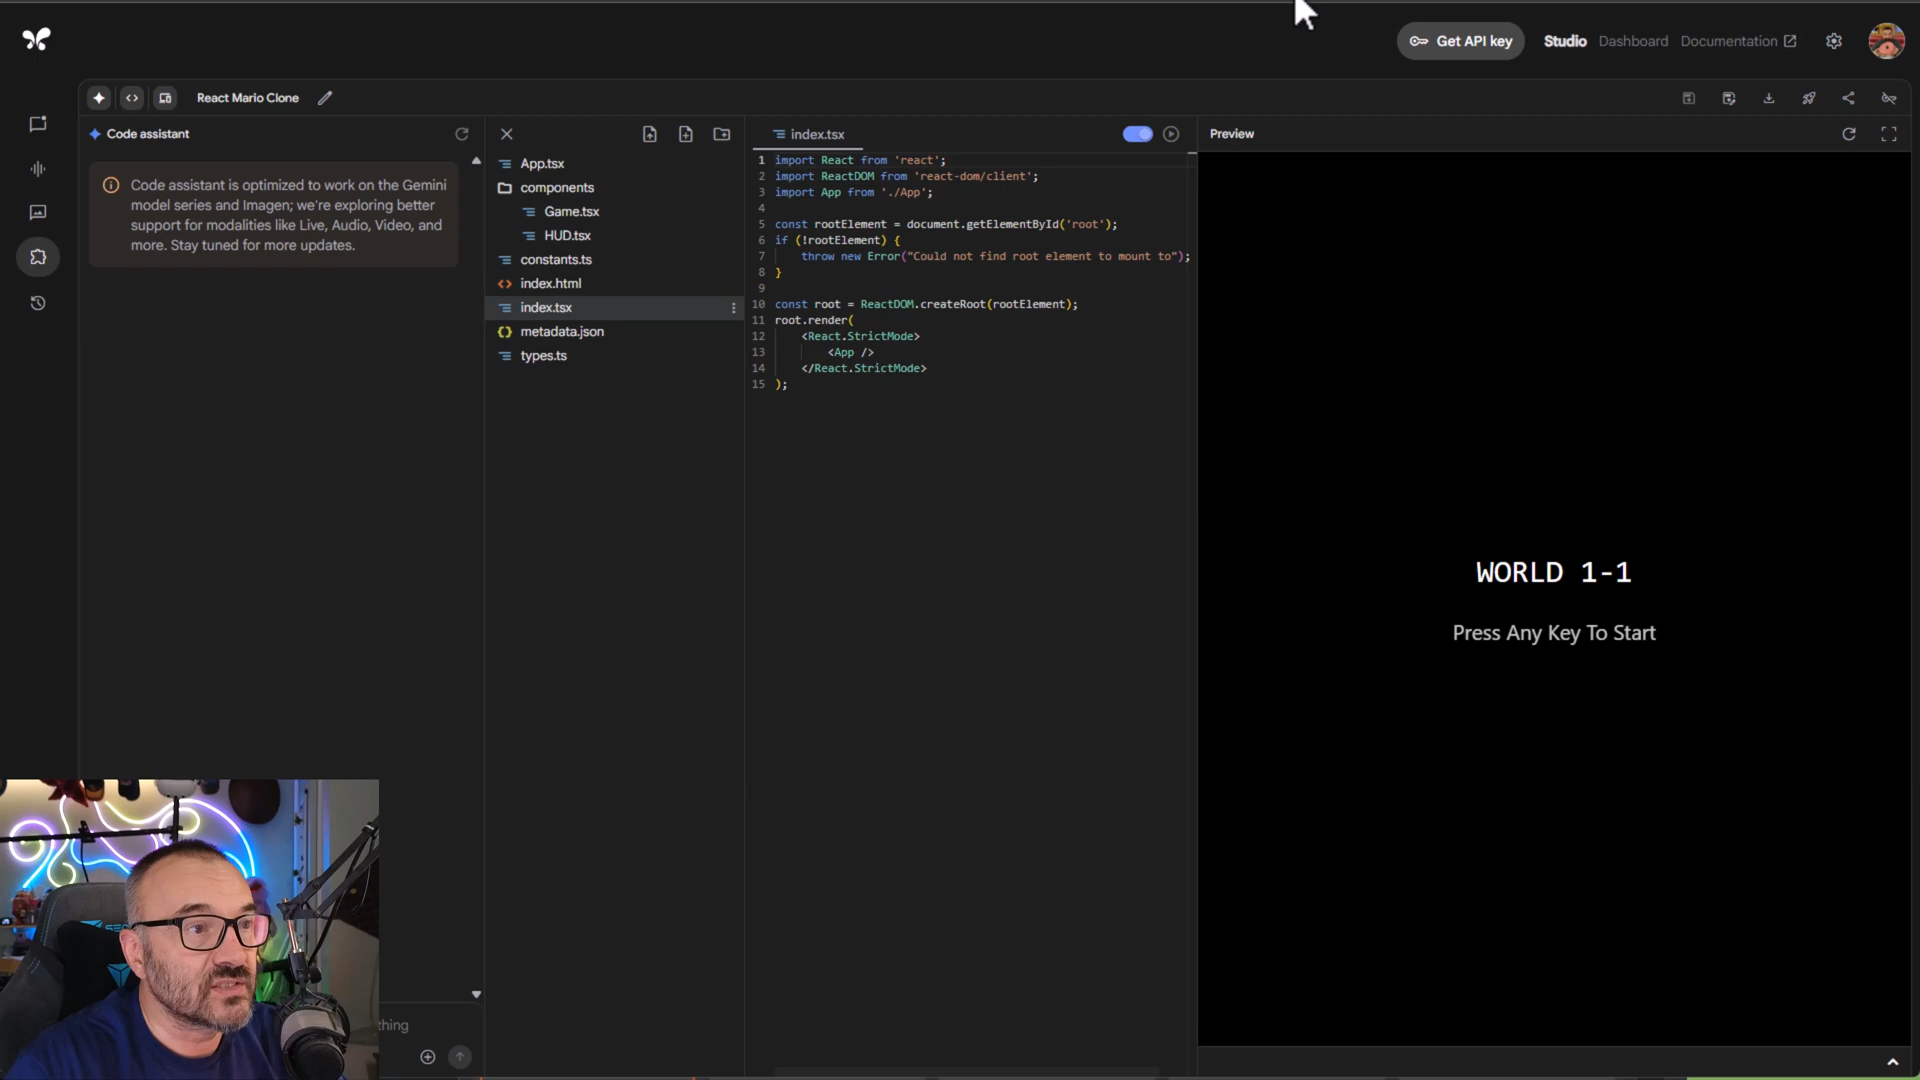 Get API key
Studio
Dashboard
Documentation
React Mario Clone
Code assistant
Code assistant is optimized to work on the Gemini
model series and Imagen; we're exploring better
support for modalities like Live, Audio, Video, and
more. Stay tuned for more updates.
thing
App.tsx
components
Game.tsx
HUD.tsx
constants.ts
index.html
index.tsx
metadata.json
types.ts
index.tsx
1 import React from 'react';
2 import ReactDOM from 'react-dom/client';
3 import App from './App';
4
5 const rootElement = document.getElementById('root');
6 if (!rootElement) {
7 throw new Error("Could not find root element to mount to");
8 }
9
10 const root = ReactDOM.createRoot(rootElement);
11 root.render(
12 <React.StrictMode>
13 <App />
14 </React.StrictMode>
15 );
Preview
WORLD 1-1
Press Any Key To Start